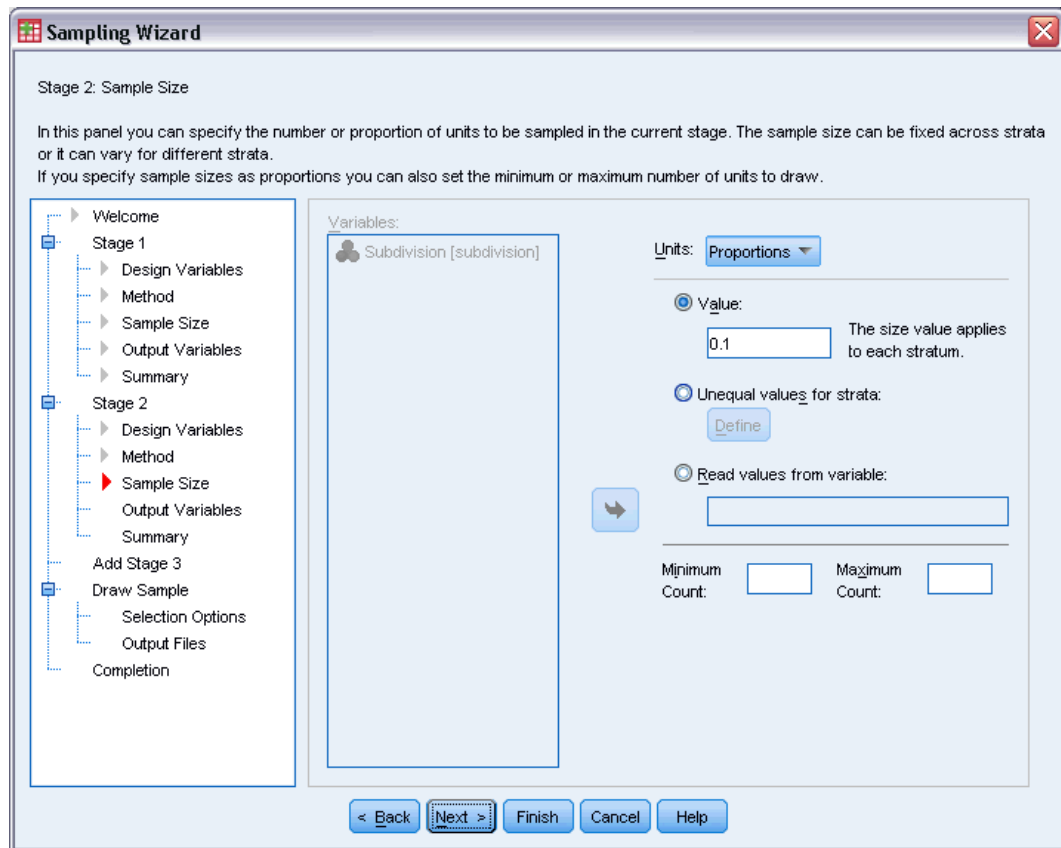 Sampling Wizard
Stage 2: Sample Size
In this panel you can specify the number or proportion of units to be sampled in the current stage. The sample size can be fixed across strata
or it can vary for different strata.
If you specify sample sizes as proportions you can also set the minimum or maximum number of units to draw.
Welcome
Stage 1
Design Variables
Method
Sample Size
Output Variables
Summary
Stage 2
Design Variables
Method
Sample Size
Output Variables
Summary
Add Stage 3
Draw Sample
Selection Options
Output Files
Completion
Variables:
Subdivision [subdivision]
Units: Proportions
Value:
0.1
The size value applies
to each stratum.
Unequal values for strata:
Define
Read values from variable:
Minimum
Count:
Maximum
Count:
< Back Next > Finish Cancel Help